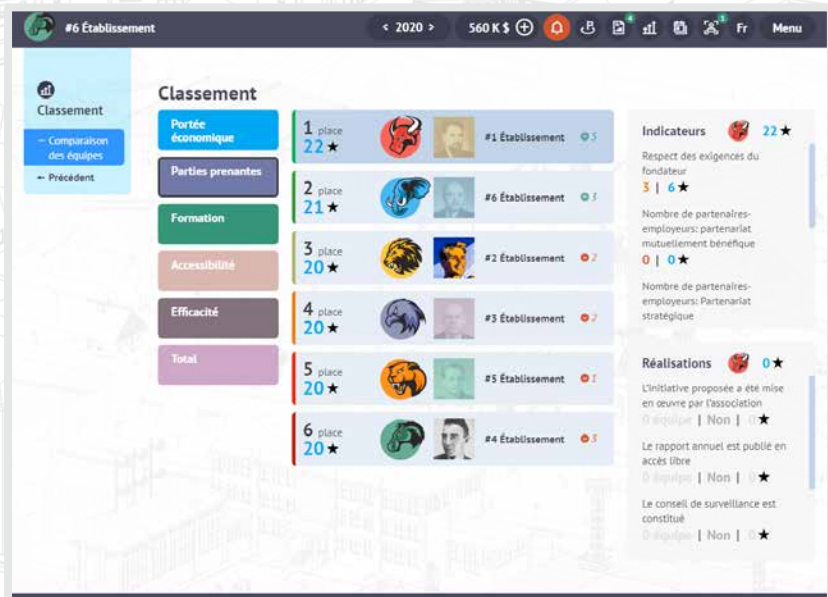 #6 Établissement
< 2020 >
560 K $
4
1
Fr
Menu
Classement
– Comparaison
des équipes
← Précédent
Classement
Portée
économique
Parties prenantes
Formation
Accessibilité
Efficacité
Total
1 place
22 ★
#1 Établissement
5
2 place
21 ★
#6 Établissement
3
3 place
20 ★
#2 Établissement
2
4 place
20 ★
#3 Établissement
2
5 place
20 ★
#5 Établissement
1
6 place
20 ★
#4 Établissement
3
Indicateurs 22 ★
Respect des exigences du
fondateur
3 | 6 ★
Nombre de partenaires-
employeurs: partenariat
mutuellement bénéfique
0 | 0 ★
Nombre de partenaires-
employeurs: Partenariat
stratégique
Réalisations 0 ★
L'initiative proposée a été mise
en œuvre par l'association
0 équipe | Non | 0 ★
Le rapport annuel est publié en
accès libre
0 équipe | Non | 0 ★
Le conseil de surveillance est
constitué
0 équipe | Non | 0 ★